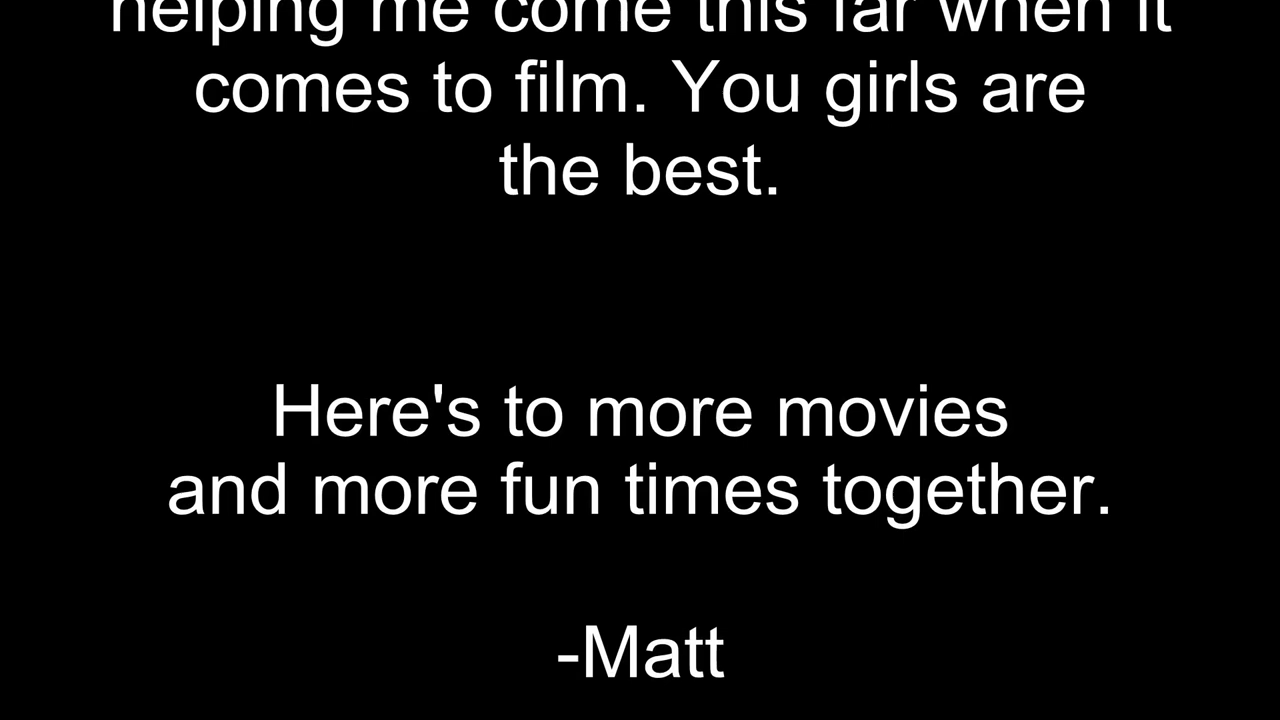 helping me come this far when it
comes to film. You girls are
the best.
Here's to more movies
and more fun times together.
-Matt